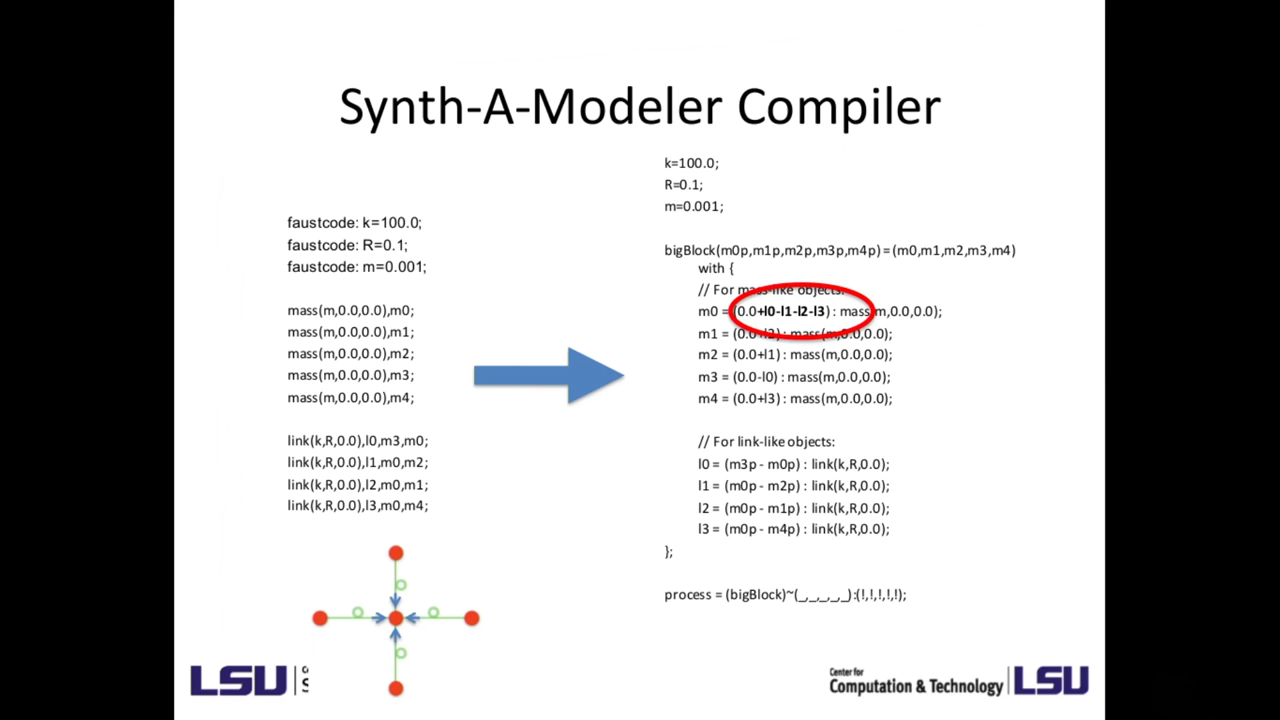 Synth-A-Modeler Compiler
faustcode: k=100.0;
faustcode: R=0.1;
faustcode: m=0.001;
mass(m,0.0,0.0),m0;
mass(m,0.0,0.0),m1;
mass(m,0.0,0.0),m2;
mass(m,0.0,0.0),m3;
mass(m,0.0,0.0),m4;
link(k,R,0.0),l0,m3,m0;
link(k,R,0.0),l1,m0,m2;
link(k,R,0.0),l2,m0,m1;
link(k,R,0.0),l3,m0,m4;
k=100.0;
R=0.1;
m=0.001;
bigBlock(m0p,m1p,m2p,m3p,m4p)=(m0,m1,m2,m3,m4)
with {
// For mass-like objects:
m0 = (0.0+l0-l1-l2-l3) : mass(m,0.0,0.0);
m1 = (0.0+l2) : mass(m,0.0,0.0);
m2 = (0.0+l1) : mass(m,0.0,0.0);
m3 = (0.0-l0) : mass(m,0.0,0.0);
m4 = (0.0+l3) : mass(m,0.0,0.0);
// For link-like objects:
l0 = (m3p - m0p) : link(k,R,0.0);
l1 = (m0p - m2p) : link(k,R,0.0);
l2 = (m0p - m1p) : link(k,R,0.0);
l3 = (m0p - m4p) : link(k,R,0.0);
};
process = (bigBlock)~(_,_,_,_,_):(!,!,!,!,!);
LSU
Center for
Computation & Technology
LSU